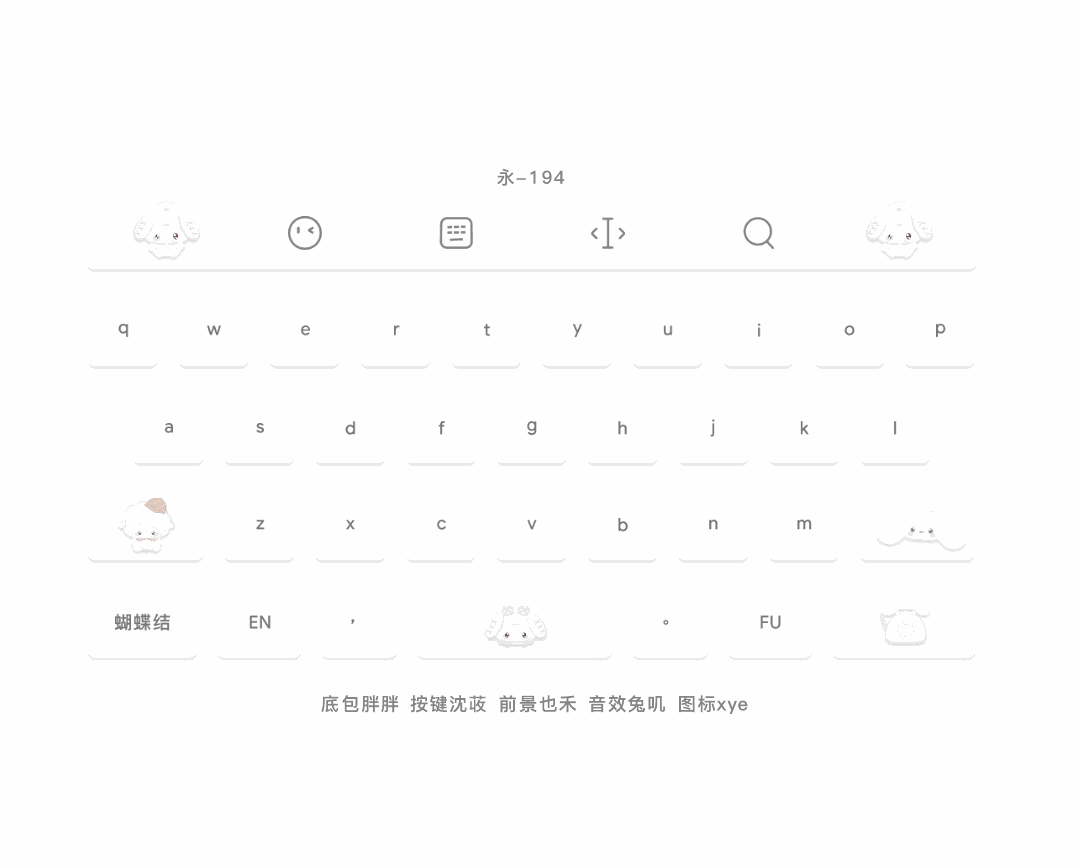 永–194
q w e r t y u i o p
a s d f g h j k l
z x c v b n m
蝴蝶结 EN , 。 FU
底包胖胖 按键沈荍 前景也禾 音效兔叽 图标xye